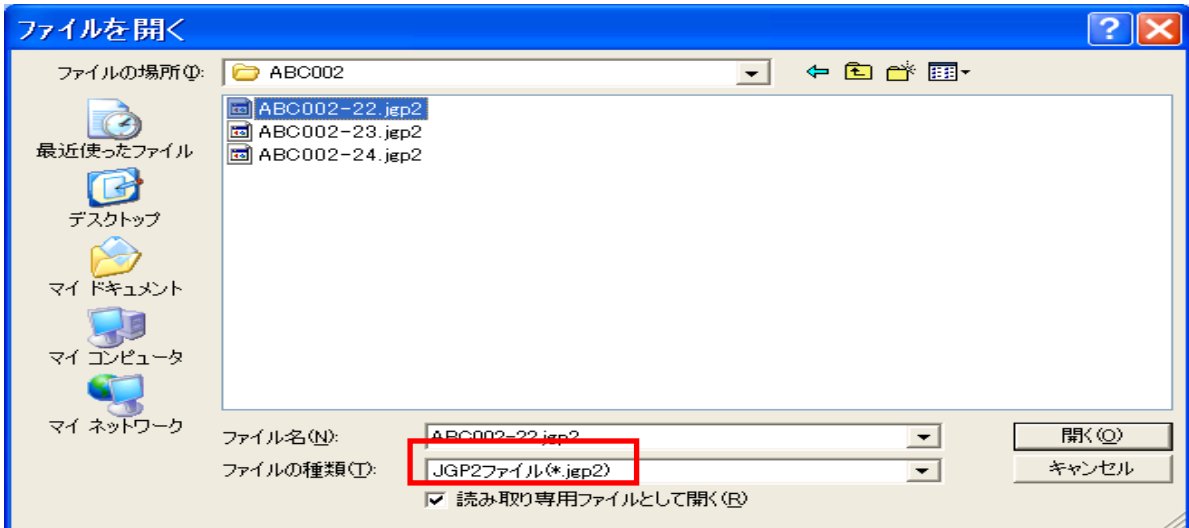 ファイルを開く
ファイルの場所(I):
ABC002
ABC002-22.jgp2
ABC002-23.jgp2
ABC002-24.jgp2
最近使ったファイル
デスクトップ
マイ ドキュメント
マイ コンピュータ
マイ ネットワーク
ファイル名(N):
ABC002-22.jgp2
開く(O)
ファイルの種類(T):
JGP2ファイル(*.jgp2)
キャンセル
読み取り専用ファイルとして開く(R)